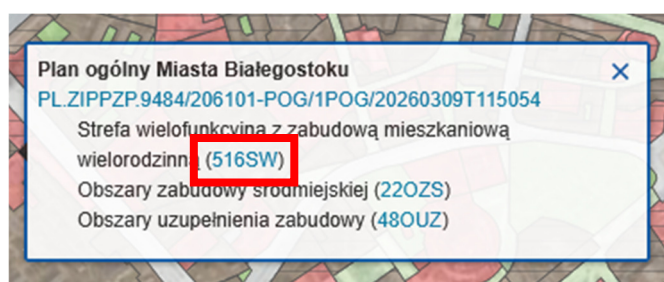 Plan ogólny Miasta Białegostoku
PL.ZIPPZP.9484/206101-POG/1POG/20260309T115054
Strefa wielofunkcyjna z zabudową mieszkaniową
wielorodzinną (516SW)
Obszary zabudowy śródmiejskiej (22OZS)
Obszary uzupełnienia zabudowy (48OUZ)